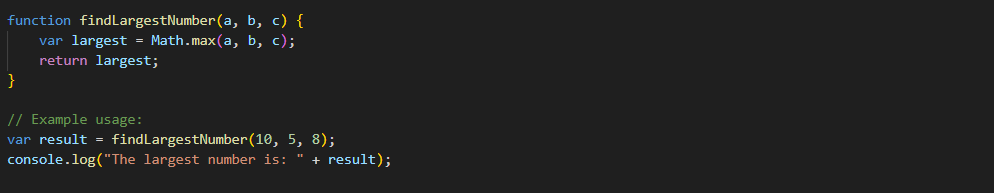 function findLargestNumber(a, b, c) {
    var largest = Math.max(a, b, c);
    return largest;
}

// Example usage:
var result = findLargestNumber(10, 5, 8);
console.log("The largest number is: " + result);